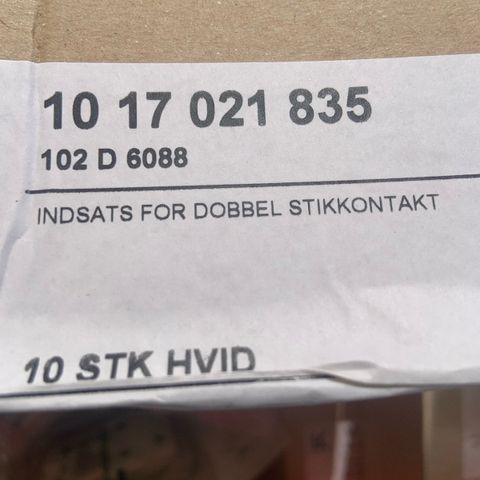 10 17 021 835
102 D 6088
INDSATS FOR DOBBEL STIKKONTAKT
10 STK HVID